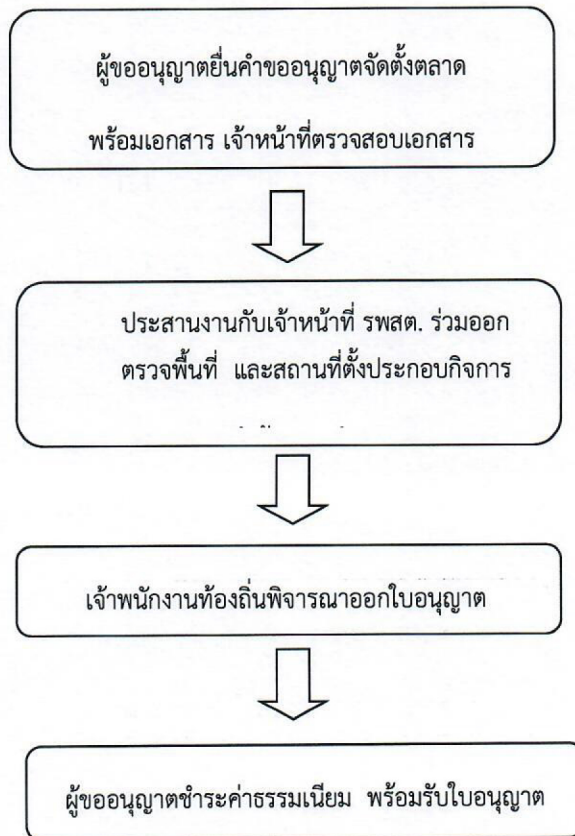 ผู้ขออนุญาตยื่นคำขออนุญาตจัดตั้งตลาด
พร้อมเอกสาร เจ้าหน้าที่ตรวจสอบเอกสาร
ประสานงานกับเจ้าหน้าที่ รพสต. ร่วมออก
ตรวจพื้นที่ และสถานที่ตั้งประกอบกิจการ
เจ้าพนักงานท้องถิ่นพิจารณาออกใบอนุญาต
ผู้ขออนุญาตชำระค่าธรรมเนียม พร้อมรับใบอนุญาต